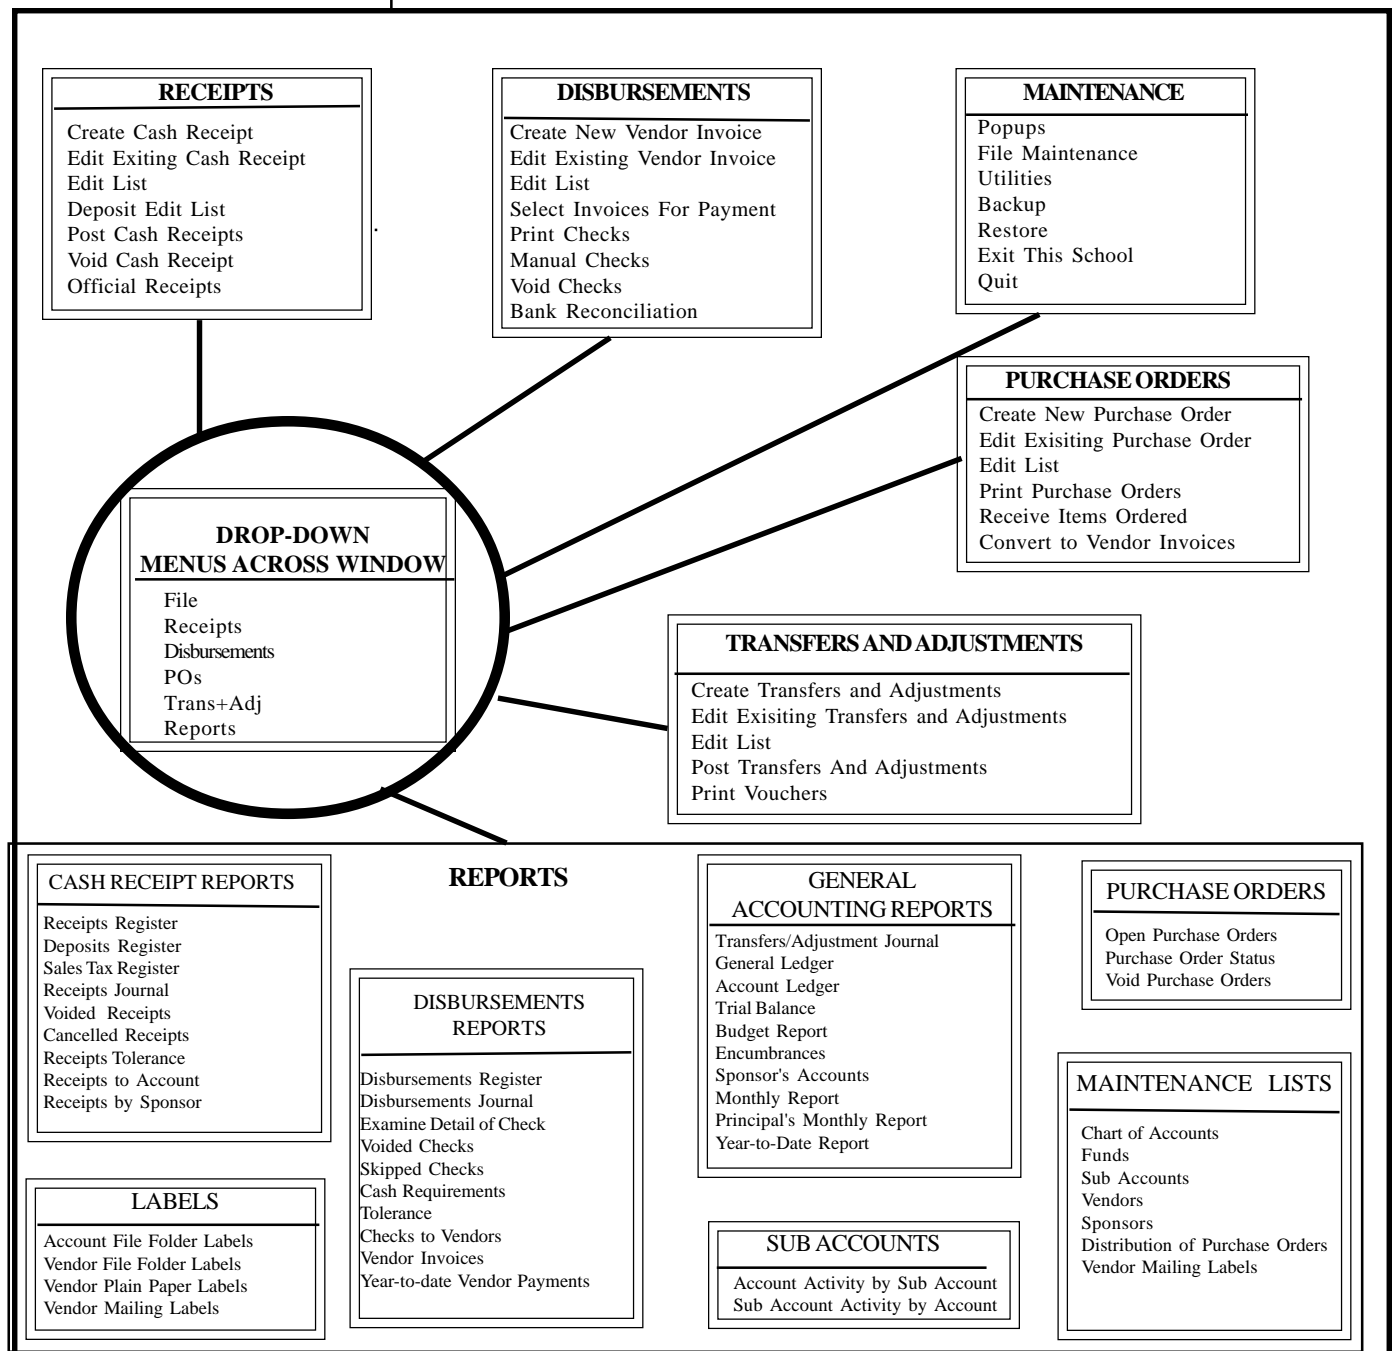 RECEIPTS
Create Cash Receipt
Edit Exiting Cash Receipt
Edit List
Deposit Edit List
Post Cash Receipts
Void Cash Receipt
Official Receipts
.
DISBURSEMENTS
Create New Vendor Invoice
Edit Existing Vendor Invoice
Edit List
Select Invoices For Payment
Print Checks
Manual Checks
Void Checks
Bank Reconciliation
MAINTENANCE
Popups
File Maintenance
Utilities
Backup
Restore
Exit This School
Quit
PURCHASE ORDERS
Create New Purchase Order
Edit Exisiting Purchase Order
Edit List
Print Purchase Orders
Receive Items Ordered
Convert to Vendor Invoices
DROP-DOWN
MENUS ACROSS WINDOW
File
Receipts
Disbursements
POs
Trans+Adj
Reports
TRANSFERS AND ADJUSTMENTS
Create Transfers and Adjustments
Edit Exisiting Transfers and Adjustments
Edit List
Post Transfers And Adjustments
Print Vouchers
REPORTS
CASH RECEIPT REPORTS
Receipts Register
Deposits Register
Sales Tax Register
Receipts Journal
Voided Receipts
Cancelled Receipts
Receipts Tolerance
Receipts to Account
Receipts by Sponsor
LABELS
Account File Folder Labels
Vendor File Folder Labels
Vendor Plain Paper Labels
Vendor Mailing Labels
DISBURSEMENTS
REPORTS
Disbursements Register
Disbursements Journal
Examine Detail of Check
Voided Checks
Skipped Checks
Cash Requirements
Tolerance
Checks to Vendors
Vendor Invoices
Year-to-date Vendor Payments
GENERAL
ACCOUNTING REPORTS
Transfers/Adjustment Journal
General Ledger
Account Ledger
Trial Balance
Budget Report
Encumbrances
Sponsor's Accounts
Monthly Report
Principal's Monthly Report
Year-to-Date Report
SUB ACCOUNTS
Account Activity by Sub Account
Sub Account Activity by Account
PURCHASE ORDERS
Open Purchase Orders
Purchase Order Status
Void Purchase Orders
MAINTENANCE LISTS
Chart of Accounts
Funds
Sub Accounts
Vendors
Sponsors
Distribution of Purchase Orders
Vendor Mailing Labels